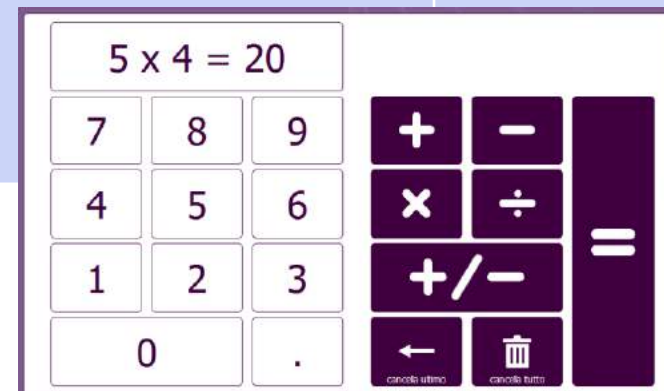 5 x 4 = 20
7 8 9 + −
4 5 6 × ÷
1 2 3 +/− =
0 . ←
cancella ultimo cancella tutto